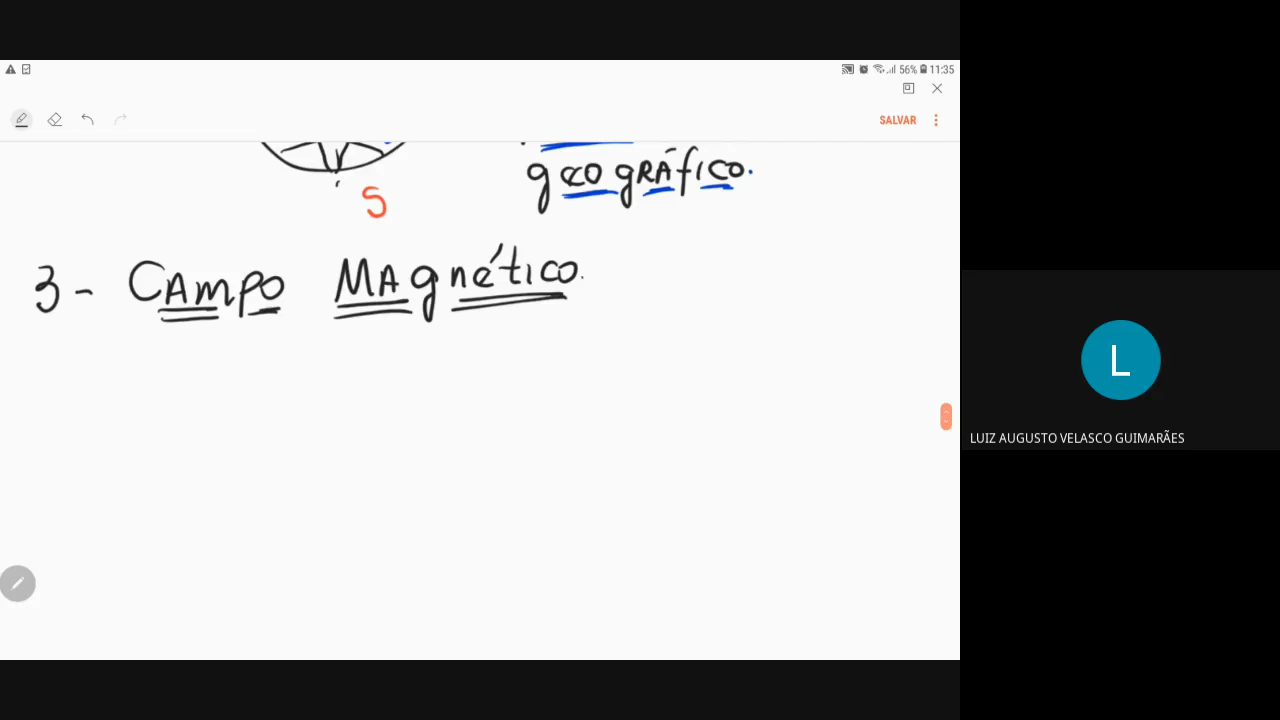 56% 11:35
SALVAR
geográfico.
S
3 - Campo Magnético.
L
LUIZ AUGUSTO VELASCO GUIMARÃES